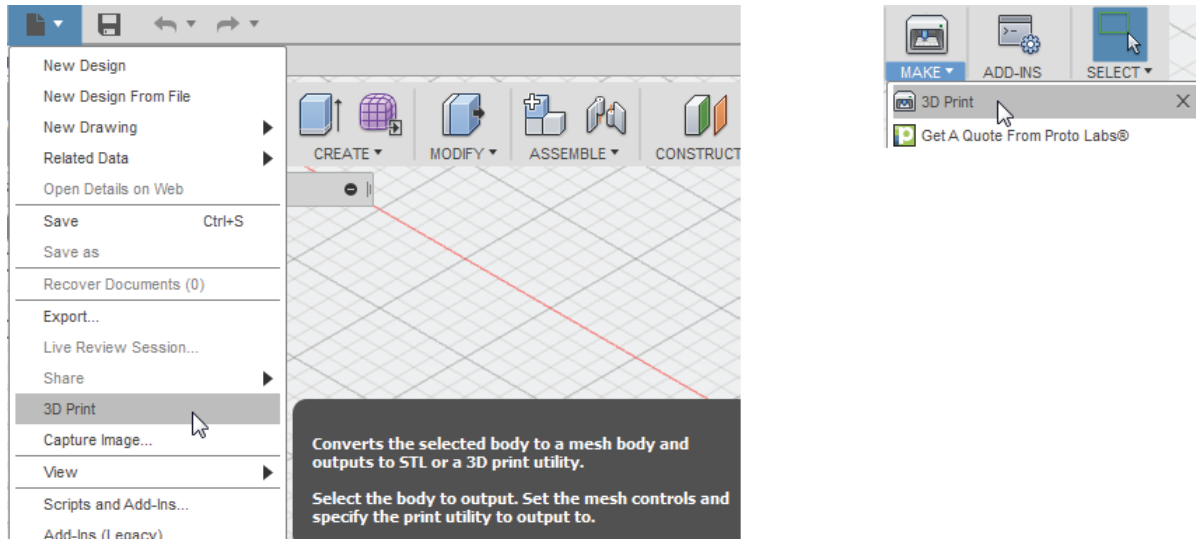 New Design
New Design From File
New Drawing
Related Data
Open Details on Web
Save Ctrl+S
Save as
Recover Documents (0)
Export...
Live Review Session...
Share
3D Print
Capture Image...
View
Scripts and Add-Ins...
Add-Ins (Legacy)
CREATE MODIFY ASSEMBLE CONSTRUCT
Converts the selected body to a mesh body and
outputs to STL or a 3D print utility.
Select the body to output. Set the mesh controls and
specify the print utility to output to.
MAKE ADD-INS SELECT
3D Print
Get A Quote From Proto Labs®